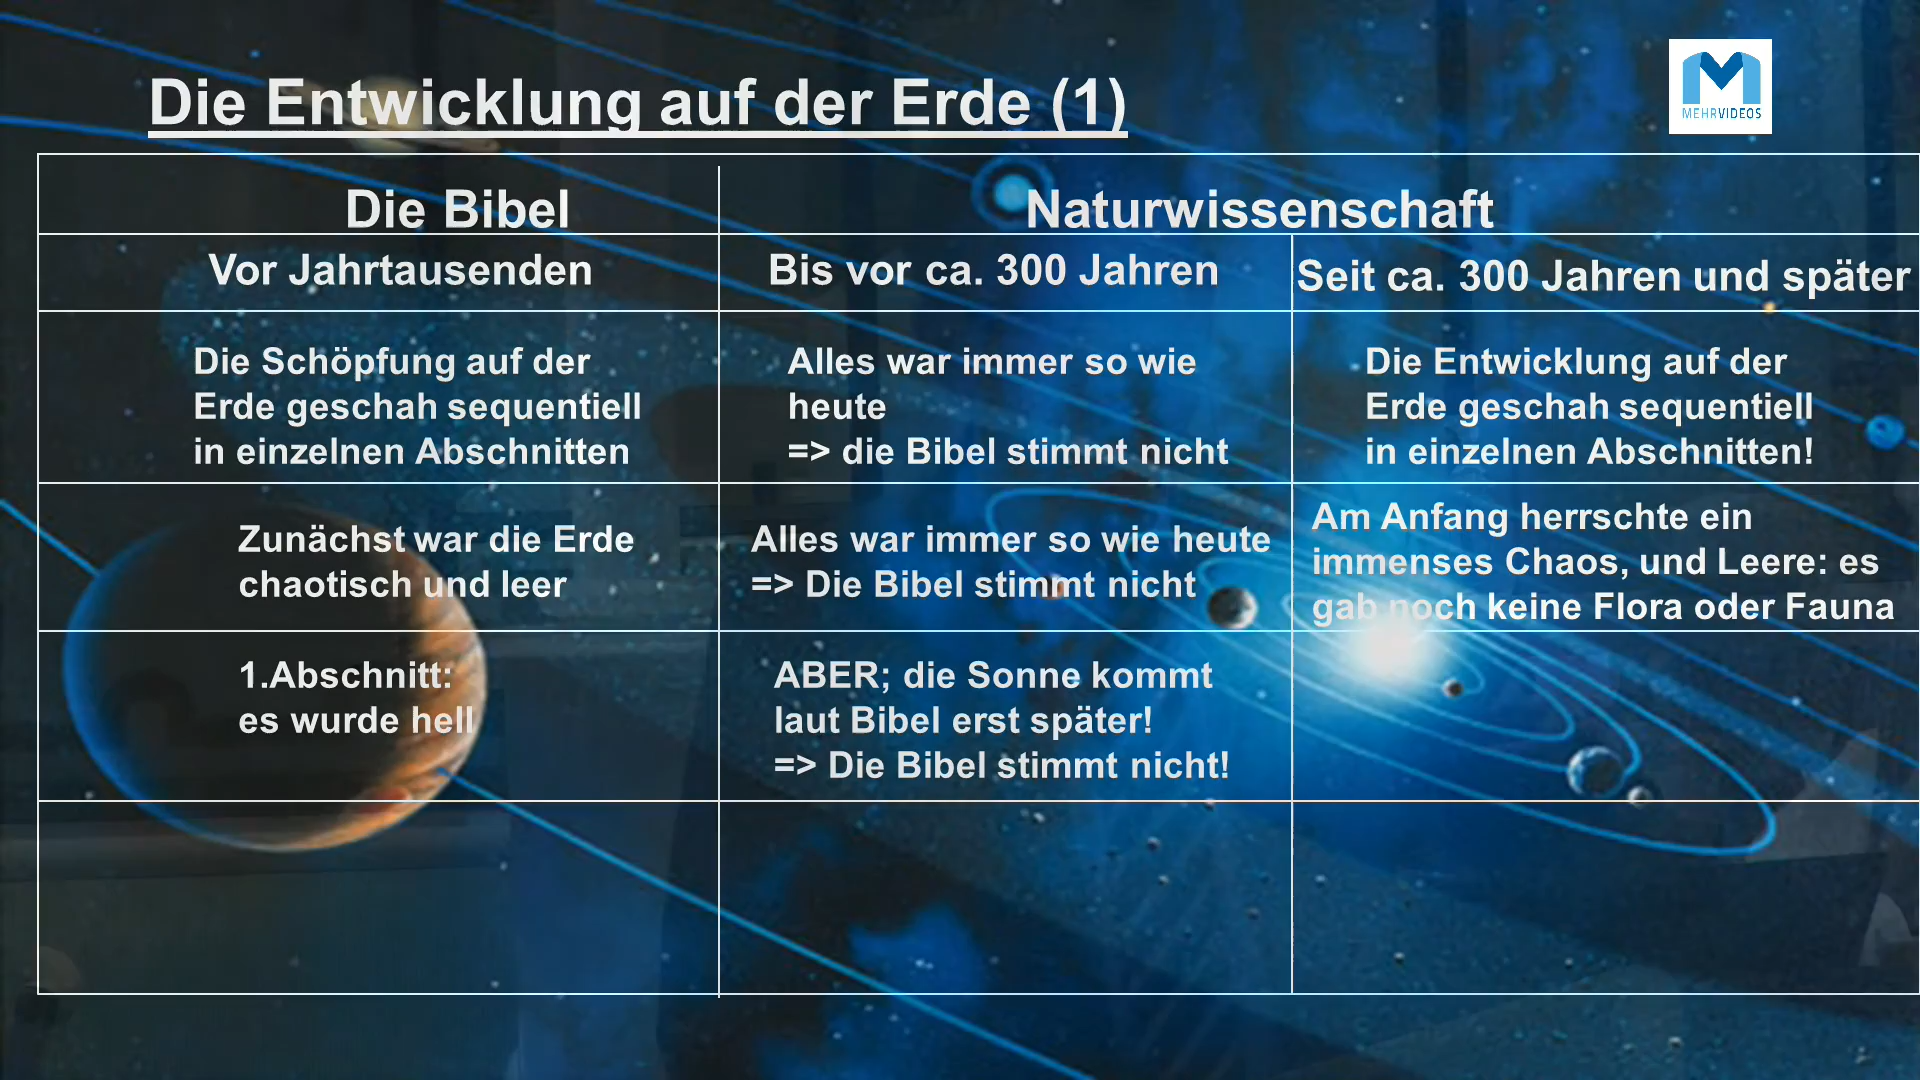 Die Entwicklung auf der Erde (1)
MEHRVIDEOS
Die Bibel
Naturwissenschaft
Vor Jahrtausenden
Bis vor ca. 300 Jahren
Seit ca. 300 Jahren und später
Die Schöpfung auf der
Erde geschah sequentiell
in einzelnen Abschnitten
Alles war immer so wie
heute
=> die Bibel stimmt nicht
Die Entwicklung auf der
Erde geschah sequentiell
in einzelnen Abschnitten!
Zunächst war die Erde
chaotisch und leer
Alles war immer so wie heute
=> Die Bibel stimmt nicht
Am Anfang herrschte ein
immenses Chaos, und Leere: es
gab noch keine Flora oder Fauna
1.Abschnitt:
es wurde hell
ABER; die Sonne kommt
laut Bibel erst später!
=> Die Bibel stimmt nicht!